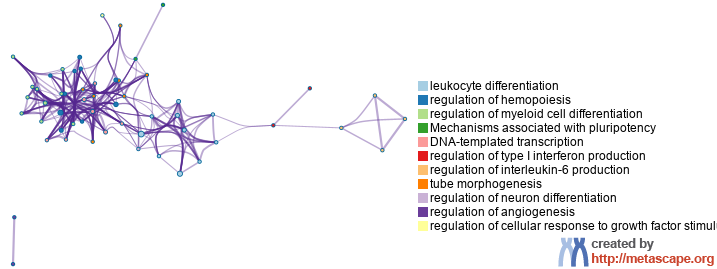 leukocyte differentiation
regulation of hemopoiesis
regulation of myeloid cell differentiation
Mechanisms associated with pluripotency
DNA-templated transcription
regulation of type I interferon production
regulation of interleukin-6 production
tube morphogenesis
regulation of neuron differentiation
regulation of angiogenesis
regulation of cellular response to growth factor stimul
created by
http://metascape.org